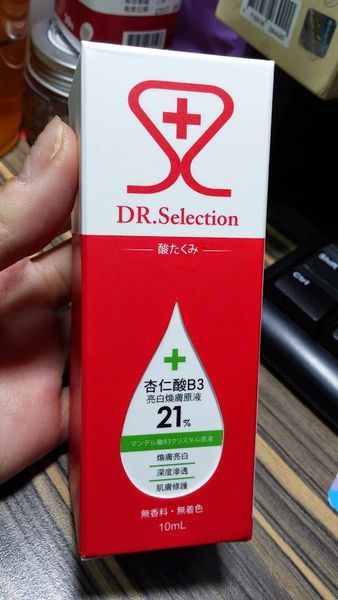 DR.Selection
酸たくみ
杏仁酸B3
亮白煥膚原液
21%
マンデル酸B3クリスタル原液
煥膚亮白
深度滲透
肌膚修護
無香料・無着色
10mL
Shift
Ctrl